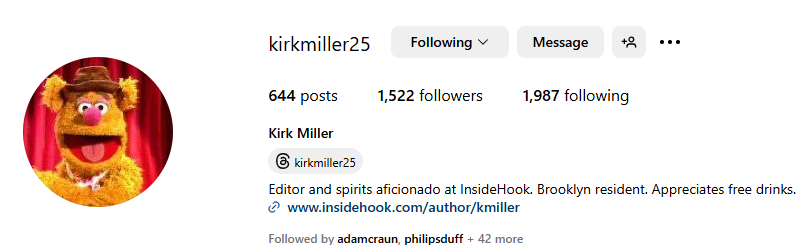 kirkmiller25 Following Message
644 posts 1,522 followers 1,987 following
Kirk Miller
kirkmiller25
Editor and spirits aficionado at InsideHook. Brooklyn resident. Appreciates free drinks.
www.insidehook.com/author/kmiller
Followed by adamcraun, philipsduff + 42 more